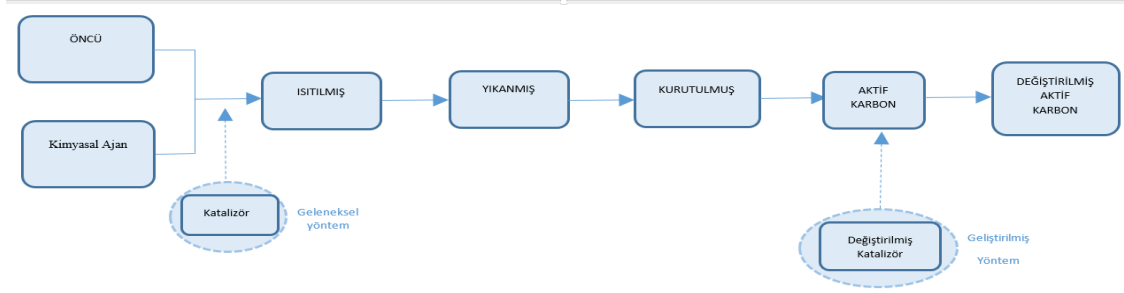 ÖNCÜ
Kimyasal Ajan
ISITILMIŞ
YIKANMIŞ
KURUTULMUŞ
AKTİF
KARBON
DEĞİŞTİRİLMİŞ
AKTİF
KARBON
Katalizör
Geleneksel
yöntem
Değiştirilmiş
Katalizör
Geliştirilmiş
Yöntem